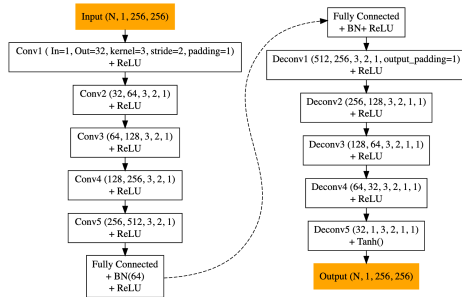 Input (N, 1, 256, 256)
Conv1 ( In=1, Out=32, kernel=3, stride=2, padding=1)
+ ReLU
Conv2 (32, 64, 3, 2, 1)
+ ReLU
Conv3 (64, 128, 3, 2, 1)
+ ReLU
Conv4 (128, 256, 3, 2, 1)
+ ReLU
Conv5 (256, 512, 3, 2, 1)
+ ReLU
Fully Connected
+ BN(64)
+ ReLU
Fully Connected
+ BN+ ReLU
Deconv1 (512, 256, 3, 2, 1, output_padding=1)
+ ReLU
Deconv2 (256, 128, 3, 2, 1, 1)
+ ReLU
Deconv3 (128, 64, 3, 2, 1, 1)
+ ReLU
Deconv4 (64, 32, 3, 2, 1, 1)
+ ReLU
Deconv5 (32, 1, 3, 2, 1, 1)
+ Tanh()
Output (N, 1, 256, 256)